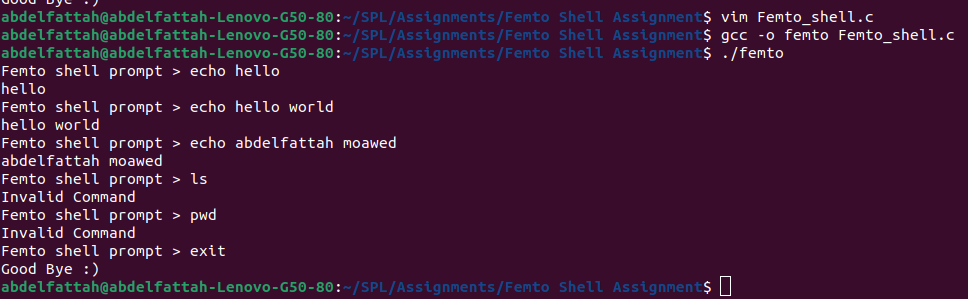 Good Bye :)
abdelfattah@abdelfattah-Lenovo-G50-80:~/SPL/Assignments/Femto Shell Assignment$ vim Femto_shell.c
abdelfattah@abdelfattah-Lenovo-G50-80:~/SPL/Assignments/Femto Shell Assignment$ gcc -o femto Femto_shell.c
abdelfattah@abdelfattah-Lenovo-G50-80:~/SPL/Assignments/Femto Shell Assignment$ ./femto
Femto shell prompt > echo hello
hello
Femto shell prompt > echo hello world
hello world
Femto shell prompt > echo abdelfattah moawed
abdelfattah moawed
Femto shell prompt > ls
Invalid Command
Femto shell prompt > pwd
Invalid Command
Femto shell prompt > exit
Good Bye :)
abdelfattah@abdelfattah-Lenovo-G50-80:~/SPL/Assignments/Femto Shell Assignment$